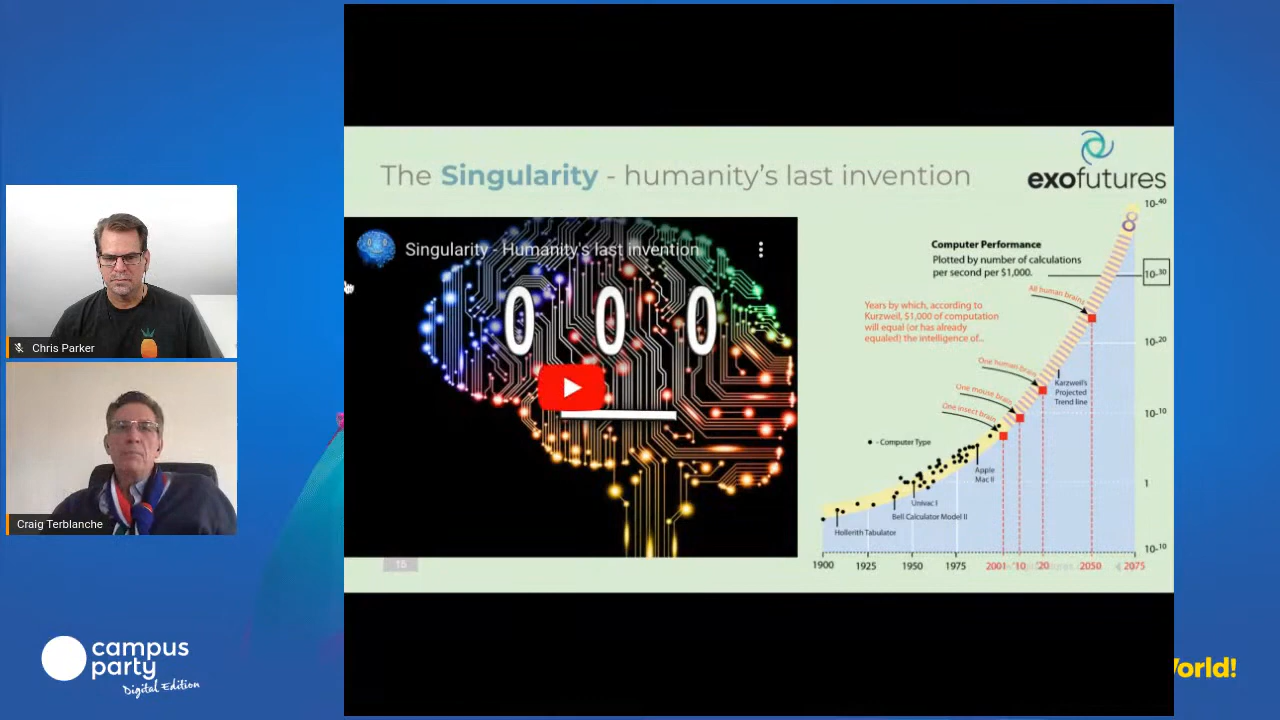 The Singularity - humanity's last invention
exofutures
Singularity - Humanity's last invention
0 0 0
Computer Performance
Plotted by number of calculations
per second per $1,000.
Years by which, according to
Kurzweil, $1,000 of computation
will equal (or has already
equaled) the intelligence of...
All human brains
One human brain
One mouse brain
One insect brain
Karzwell's
Projected
Trend line
- Computer Type
Apple
Mac II
Univac I
Bell Calculator Model II
Hollerith Tabulator
10-40
10-30
10-20
10-10
1
10-10
1900
1925
1950
1975
2001
'10
'20
2050
2075
16
Chris Parker
Craig Terblanche
campus
party
Digital Edition
World!